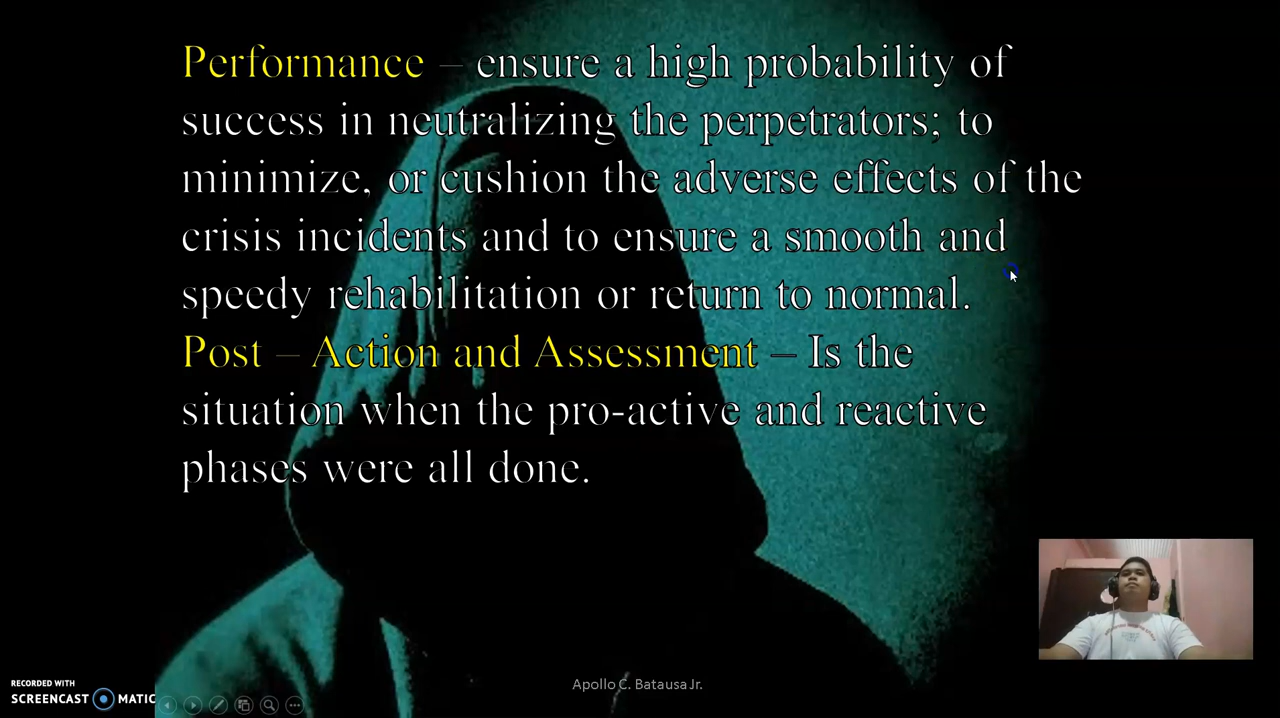 Performance – ensure a high probability of
success in neutralizing the perpetrators; to
minimize, or cushion the adverse effects of the
crisis incidents and to ensure a smooth and
speedy rehabilitation or return to normal.
Post – Action and Assessment – Is the
situation when the pro-active and reactive
phases were all done.
RECORDED WITH
SCREENCAST MATIC
Apollo C. Batausa Jr.